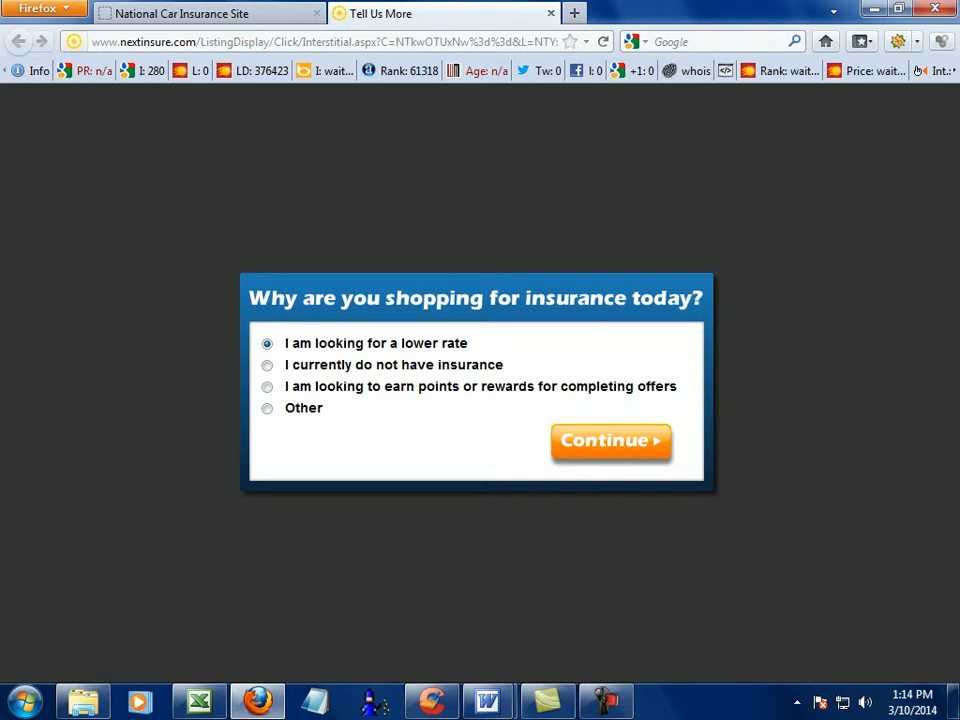 Firefox
National Car Insurance Site
Tell Us More
www.nextinsure.com/ListingDisplay/Click/Interstitial.aspx?C=NTkwOTUxNw%3d%3d&L=NTY:
Google
Info PR: n/a I: 280 L: 0 LD: 376423 I: wait... Rank: 61318 Age: n/a Tw: 0 I: 0 +1: 0 whois Rank: wait... Price: wait... Int.:
Why are you shopping for insurance today?
I am looking for a lower rate
I currently do not have insurance
I am looking to earn points or rewards for completing offers
Other
Continue
1:14 PM
3/10/2014